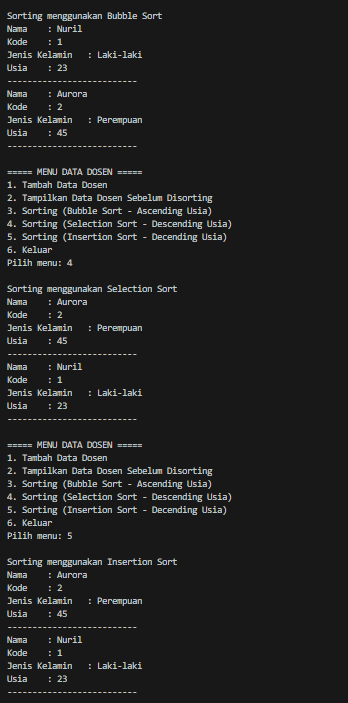 Sorting menggunakan Bubble Sort
Nama    : Nuril
Kode    : 1
Jenis Kelamin   : Laki-laki
Usia    : 23
--------------------------
Nama    : Aurora
Kode    : 2
Jenis Kelamin   : Perempuan
Usia    : 45
--------------------------

===== MENU DATA DOSEN =====
1. Tambah Data Dosen
2. Tampilkan Data Dosen Sebelum Disorting
3. Sorting (Bubble Sort - Ascending Usia)
4. Sorting (Selection Sort - Descending Usia)
5. Sorting (Insertion Sort - Decending Usia)
6. Keluar
Pilih menu: 4

Sorting menggunakan Selection Sort
Nama    : Aurora
Kode    : 2
Jenis Kelamin   : Perempuan
Usia    : 45
--------------------------
Nama    : Nuril
Kode    : 1
Jenis Kelamin   : Laki-laki
Usia    : 23
--------------------------

===== MENU DATA DOSEN =====
1. Tambah Data Dosen
2. Tampilkan Data Dosen Sebelum Disorting
3. Sorting (Bubble Sort - Ascending Usia)
4. Sorting (Selection Sort - Descending Usia)
5. Sorting (Insertion Sort - Decending Usia)
6. Keluar
Pilih menu: 5

Sorting menggunakan Insertion Sort
Nama    : Aurora
Kode    : 2
Jenis Kelamin   : Perempuan
Usia    : 45
--------------------------
Nama    : Nuril
Kode    : 1
Jenis Kelamin   : Laki-laki
Usia    : 23
--------------------------